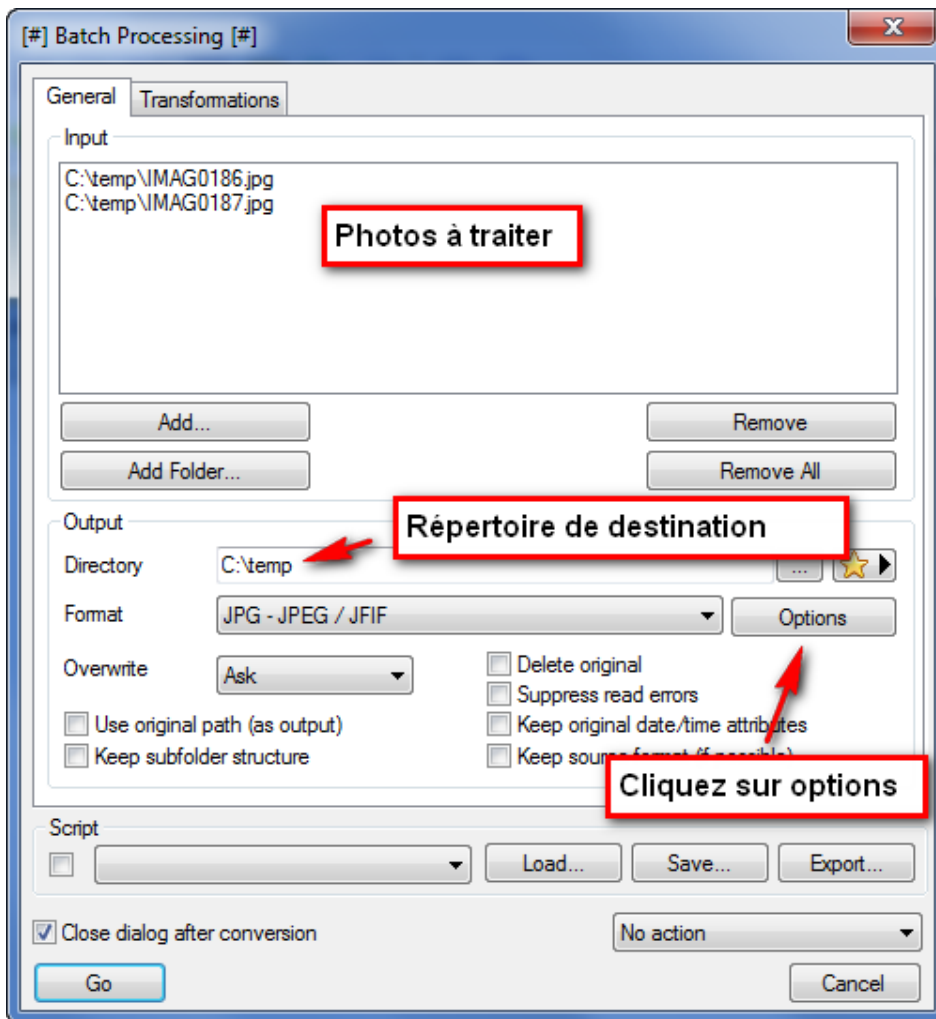 [#] Batch Processing [#]
General
Transformations
Input
C:\temp\IMAG0186.jpg
C:\temp\IMAG0187.jpg
Photos à traiter
Add...
Remove
Add Folder...
Remove All
Output
Répertoire de destination
Directory
C:\temp
...
Format
JPG - JPEG / JFIF
Options
Overwrite
Ask
Delete original
Suppress read errors
Use original path (as output)
Keep original date/time attributes
Keep subfolder structure
Keep source format (if possible)
Cliquez sur options
Script
Load...
Save...
Export...
Close dialog after conversion
No action
Go
Cancel